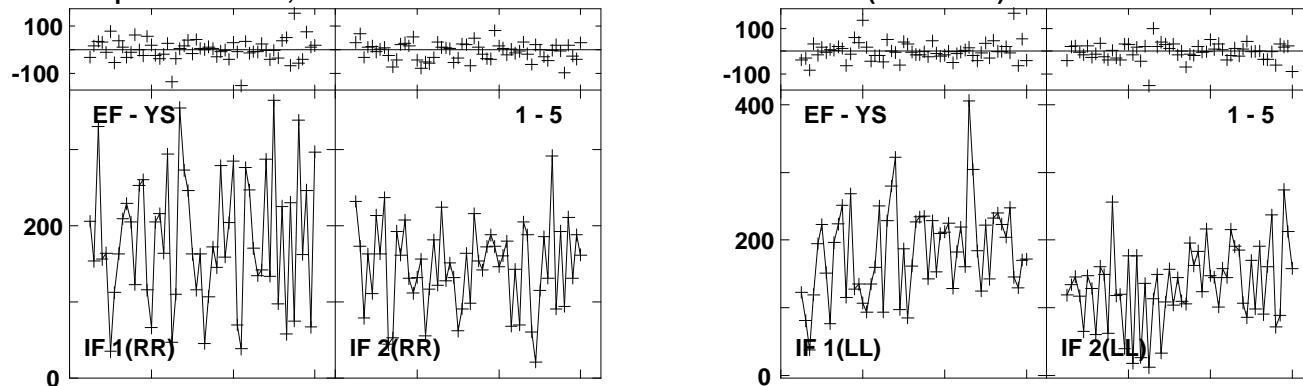 100
-100
EF - YS
1 - 5
200
0
IF 1(RR)
IF 2(RR)
100
-100
400
EF - YS
1 - 5
200
0
IF 1(LL)
IF 2(LL)